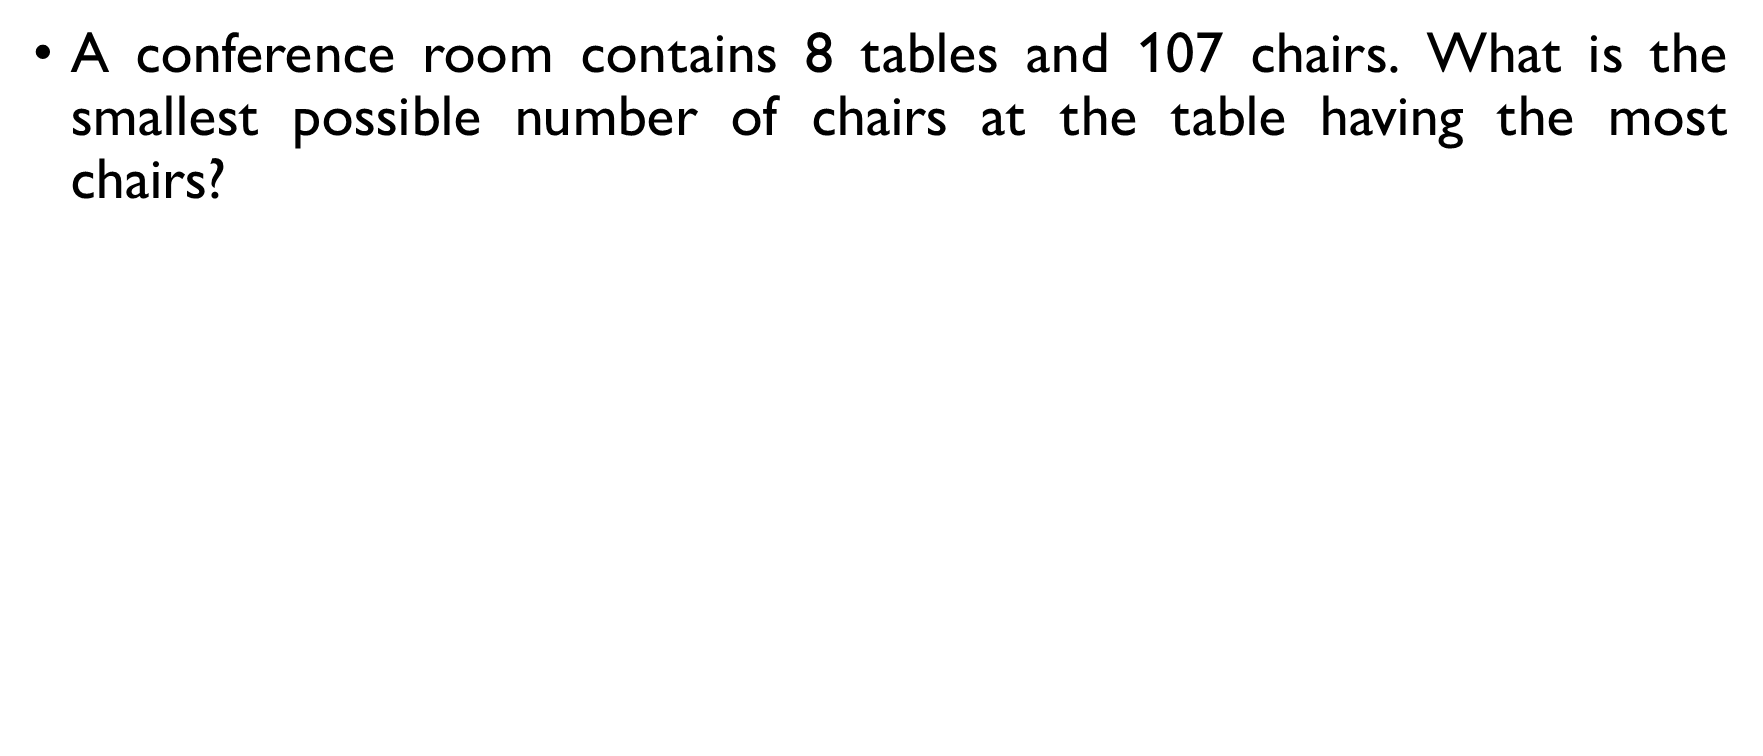 • A conference room contains 8 tables and 107 chairs. What is the
smallest possible number of chairs at the table having the most
chairs?